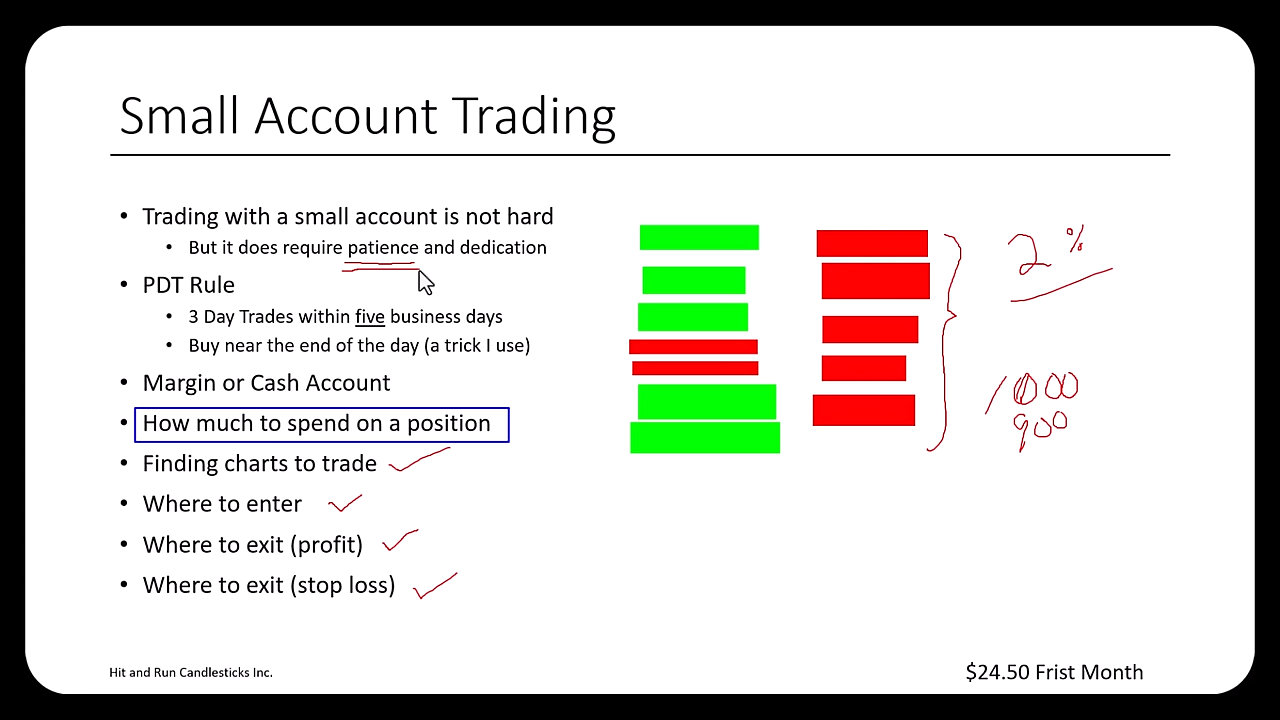 Small Account Trading
• Trading with a small account is not hard
• But it does require patience and dedication
• PDT Rule
• 3 Day Trades within five business days
• Buy near the end of the day (a trick I use)
• Margin or Cash Account
• How much to spend on a position
• Finding charts to trade
• Where to enter
• Where to exit (profit)
• Where to exit (stop loss)
2%
1000
900
Hit and Run Candlesticks Inc.
$24.50 Frist Month